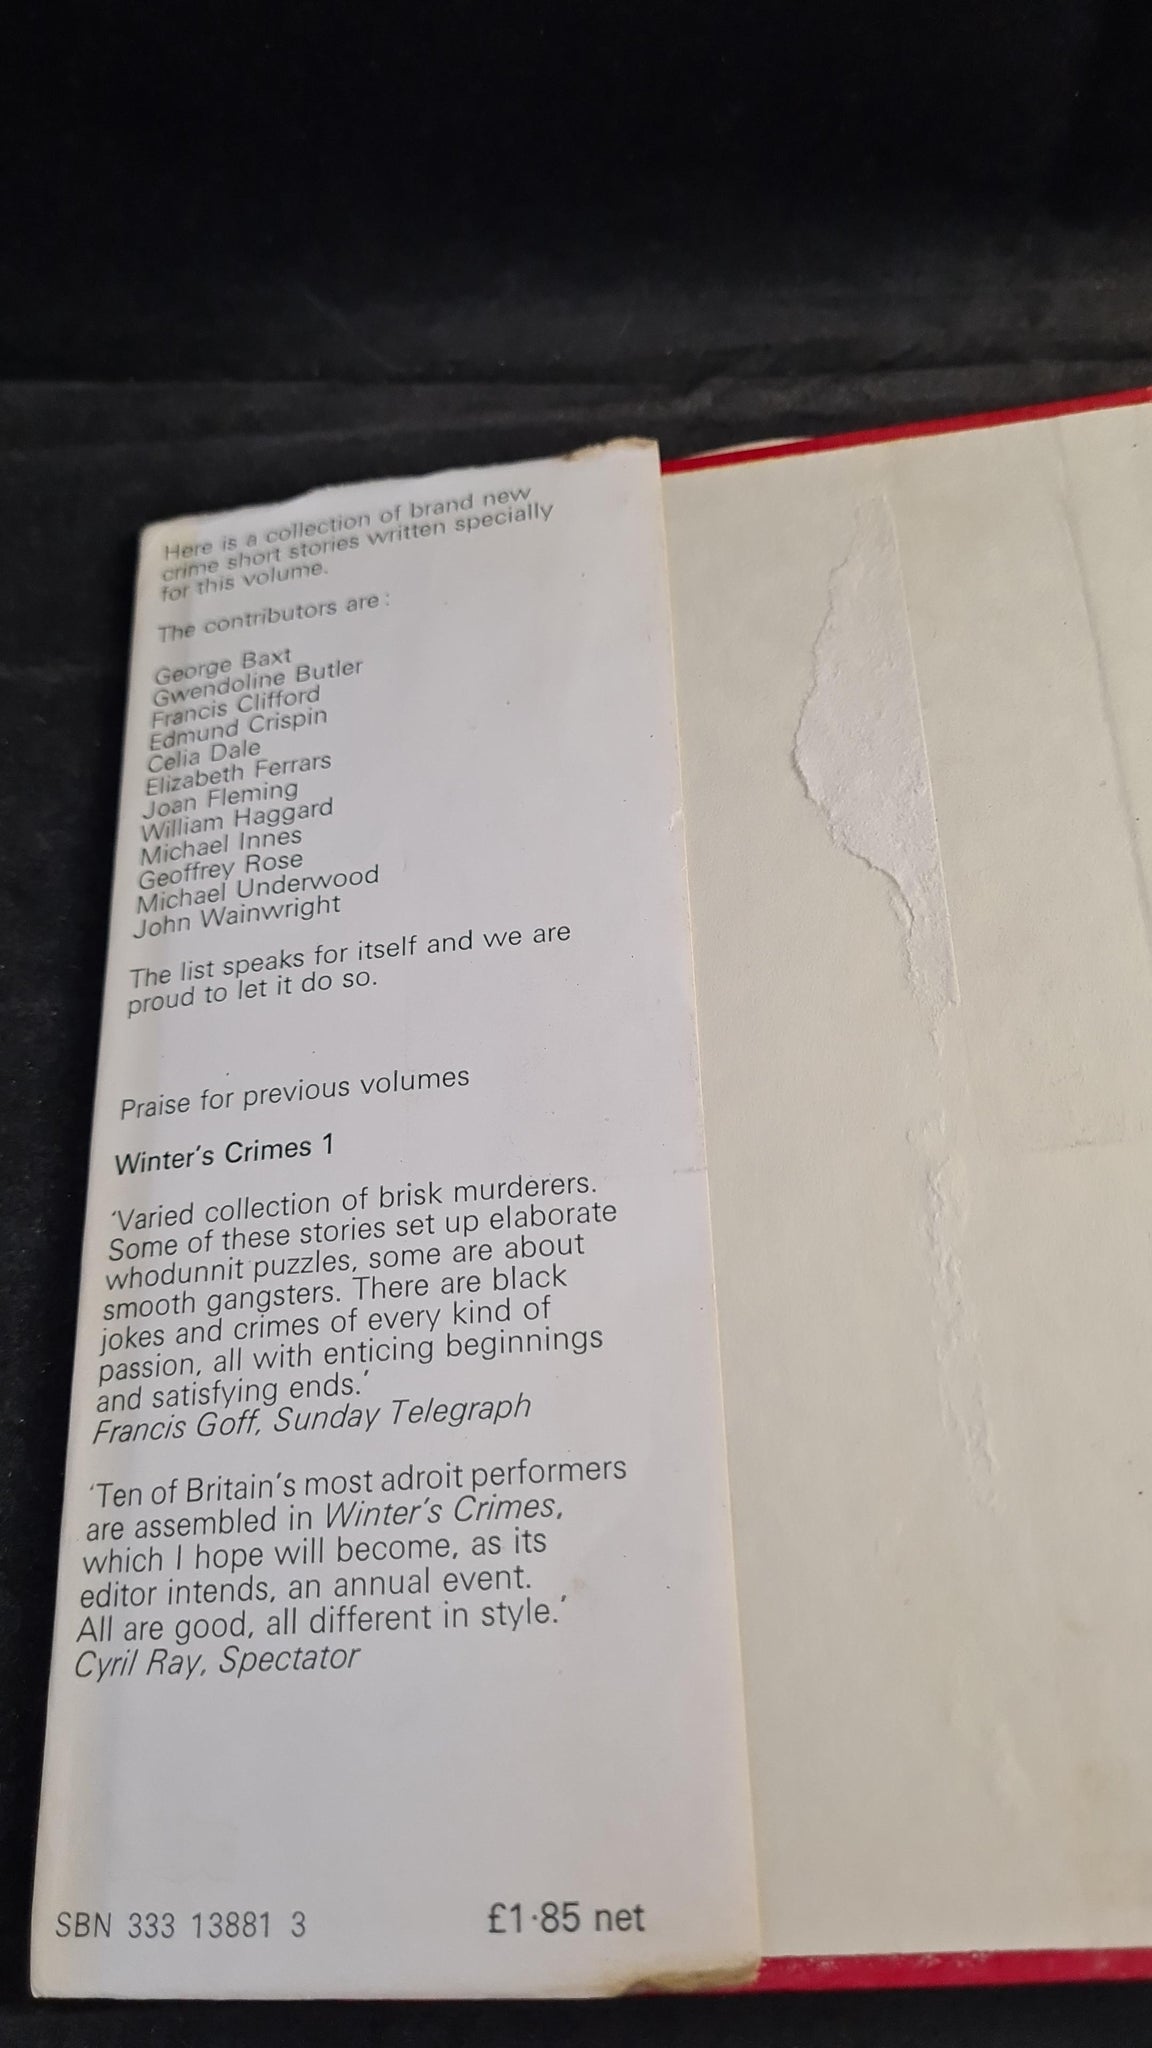 Here is a collection of brand new
crime short stories written specially
for this volume.
The contributors are:
George Baxt
Gwendoline Butler
Francis Clifford
Edmund Crispin
Celia Dale
Elizabeth Ferrars
Joan Fleming
William Haggard
Michael Innes
Geoffrey Rose
Michael Underwood
John Wainwright
The list speaks for itself and we are
proud to let it do so.
Praise for previous volumes
Winter's Crimes 1
'Varied collection of brisk murderers.
Some of these stories set up elaborate
whodunnit puzzles, some are about
smooth gangsters. There are black
jokes and crimes of every kind of
passion, all with enticing beginnings
and satisfying ends.'
Francis Goff, Sunday Telegraph
'Ten of Britain's most adroit performers
are assembled in Winter's Crimes,
which I hope will become, as its
editor intends, an annual event.
All are good, all different in style.'
Cyril Ray, Spectator
SBN 333 13881 3 £1·85 net